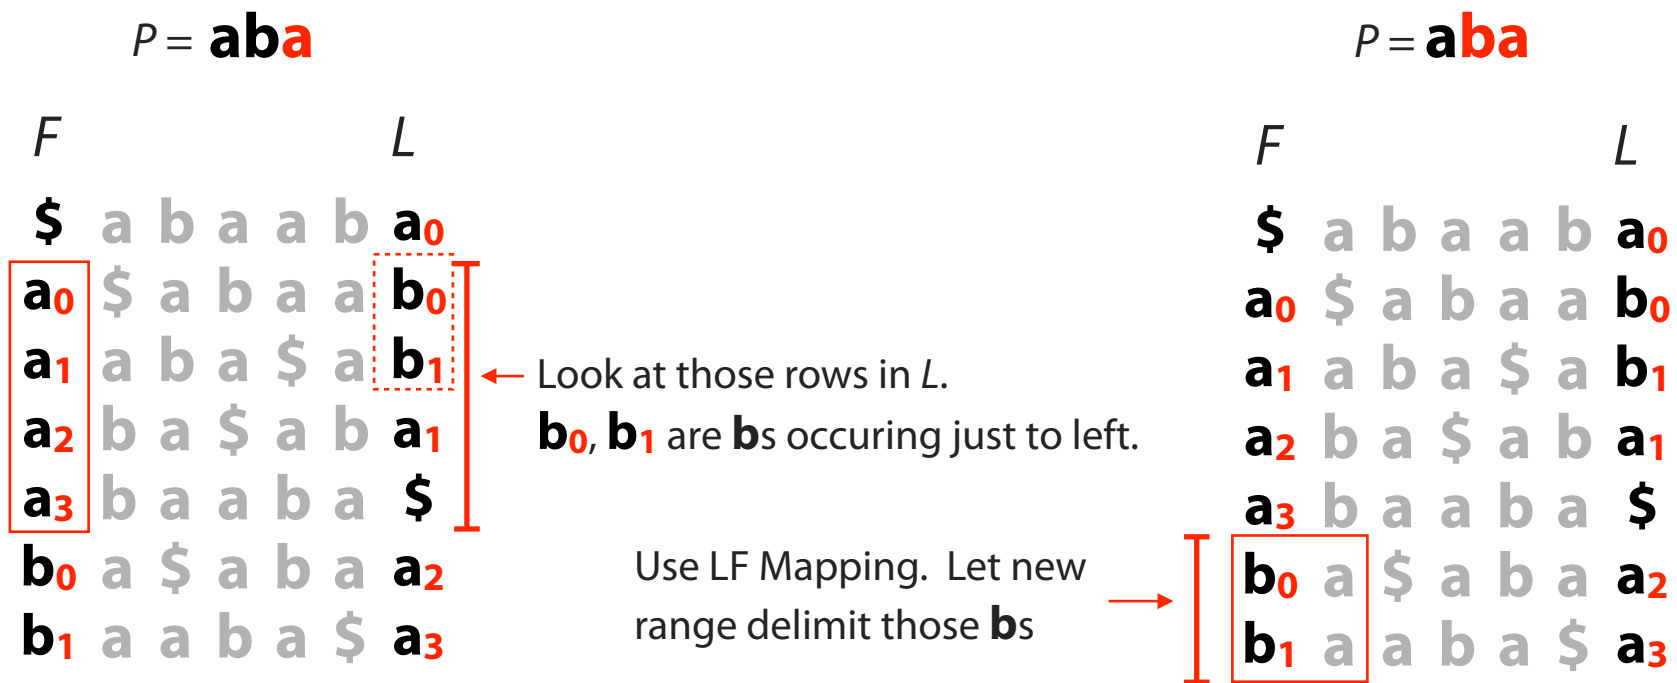 P = aba
F L
$ a b a a b a0
a0 $ a b a a b0
a1 a b a $ a b1
a2 b a $ a b a1
a3 b a a b a $
b0 a $ a b a a2
b1 a a b a $ a3
Look at those rows in L.
b0, b1 are bs occuring just to left.
Use LF Mapping. Let new
range delimit those bs
P = aba
F L
$ a b a a b a0
a0 $ a b a a b0
a1 a b a $ a b1
a2 b a $ a b a1
a3 b a a b a $
b0 a $ a b a a2
b1 a a b a $ a3